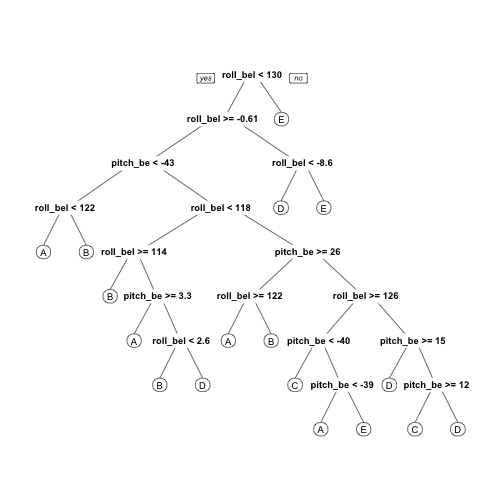 yes roll_bel < 130 no
roll_bel >= -0.61 E
pitch_be < -43 roll_bel < -8.6
roll_bel < 122 roll_bel < 118 D E
A B roll_bel >= 114 pitch_be >= 26
B pitch_be >= 3.3 roll_bel >= 122 roll_bel >= 126
A roll_bel < 2.6 A B pitch_be < -40 pitch_be >= 15
B D C pitch_be < -39 D pitch_be >= 12
A E C D